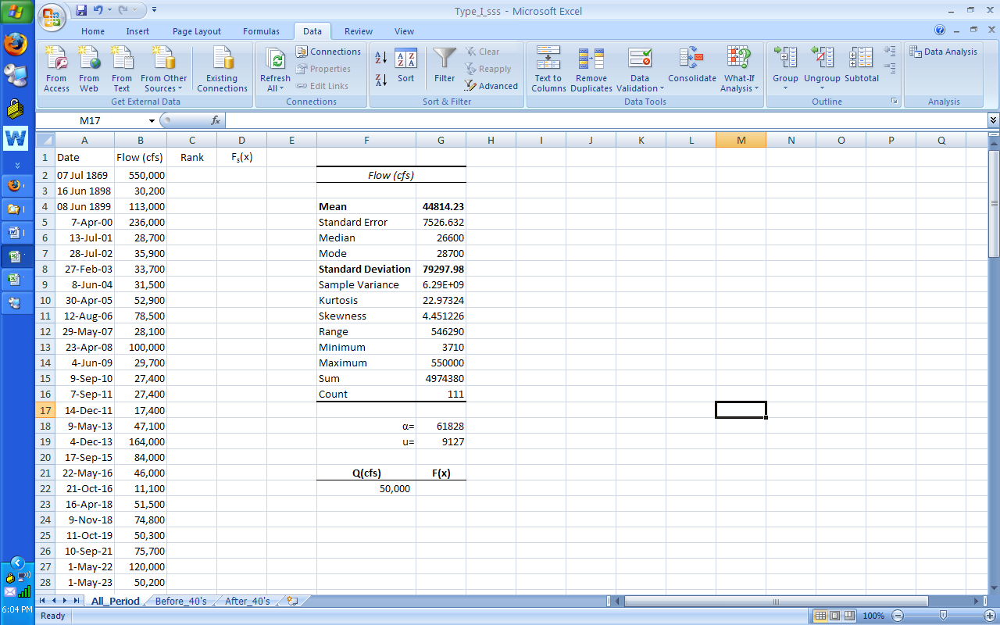 Type_I_sss - Microsoft Excel
Home Insert Page Layout Formulas Data Review View
From Access From Web From Text From Other Sources Existing Connections Refresh All Connections Properties Edit Links Sort Filter Clear Reapply Advanced Text to Columns Remove Duplicates Data Validation Consolidate What-If Analysis Group Ungroup Subtotal Data Analysis
Get External Data Connections Sort & Filter Data Tools Outline Analysis
M17 fx
A B C D E F G H I J K L M N O P Q
1 Date Flow (cfs) Rank Fs(x)
2 07 Jul 1869 550,000 Flow (cfs)
3 16 Jun 1898 30,200
4 08 Jun 1899 113,000 Mean 44814.23
5 7-Apr-00 236,000 Standard Error 7526.632
6 13-Jul-01 28,700 Median 26600
7 28-Jul-02 35,900 Mode 28700
8 27-Feb-03 33,700 Standard Deviation 79297.98
9 8-Jun-04 31,500 Sample Variance 6.29E+09
10 30-Apr-05 52,900 Kurtosis 22.97324
11 12-Aug-06 78,500 Skewness 4.451226
12 29-May-07 28,100 Range 546290
13 23-Apr-08 100,000 Minimum 3710
14 4-Jun-09 29,700 Maximum 550000
15 9-Sep-10 27,400 Sum 4974380
16 7-Sep-11 27,400 Count 111
17 14-Dec-11 17,400
18 9-May-13 47,100 α= 61828
19 4-Dec-13 164,000 u= 9127
20 17-Sep-15 84,000
21 22-May-16 46,000 Q(cfs) F(x)
22 21-Oct-16 11,100 50,000
23 16-Apr-18 51,500
24 9-Nov-18 74,800
25 11-Oct-19 50,300
26 10-Sep-21 75,700
27 1-May-22 120,000
28 1-May-23 50,200
All_Period Before_40's After_40's
6:04 PM
Ready 100%